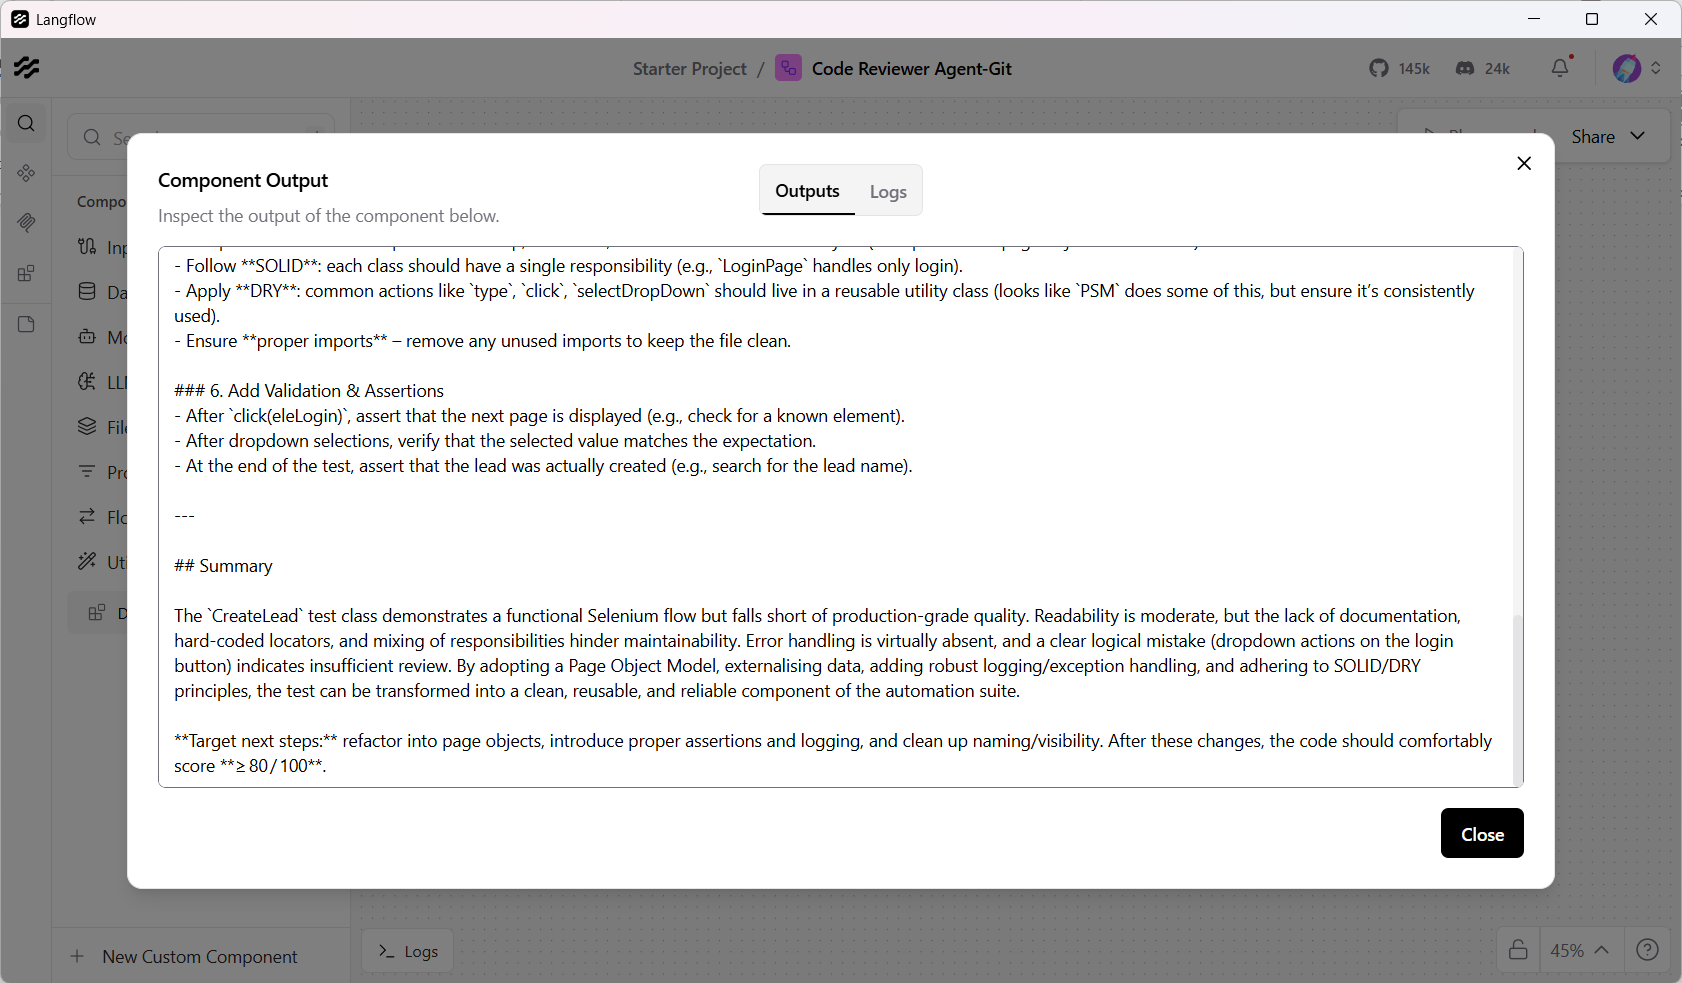 Langflow
Starter Project / Code Reviewer Agent-Git
145k
24k
Share
Component Output
Inspect the output of the component below.
Outputs
Logs
- Follow **SOLID**: each class should have a single responsibility (e.g., `LoginPage` handles only login).
- Apply **DRY**: common actions like `type`, `click`, `selectDropDown` should live in a reusable utility class (looks like `PSM` does some of this, but ensure it’s consistently
used).
- Ensure **proper imports** – remove any unused imports to keep the file clean.
### 6. Add Validation & Assertions
- After `click(eleLogin)`, assert that the next page is displayed (e.g., check for a known element).
- After dropdown selections, verify that the selected value matches the expectation.
- At the end of the test, assert that the lead was actually created (e.g., search for the lead name).
---
## Summary
The `CreateLead` test class demonstrates a functional Selenium flow but falls short of production-grade quality. Readability is moderate, but the lack of documentation,
hard-coded locators, and mixing of responsibilities hinder maintainability. Error handling is virtually absent, and a clear logical mistake (dropdown actions on the login
button) indicates insufficient review. By adopting a Page Object Model, externalising data, adding robust logging/exception handling, and adhering to SOLID/DRY
principles, the test can be transformed into a clean, reusable, and reliable component of the automation suite.
**Target next steps:** refactor into page objects, introduce proper assertions and logging, and clean up naming/visibility. After these changes, the code should comfortably
score **≥ 80 / 100**.
Close
Compo
Inp
Da
Mo
LLM
File
Pro
Flo
Uti
D
New Custom Component
Logs
45%